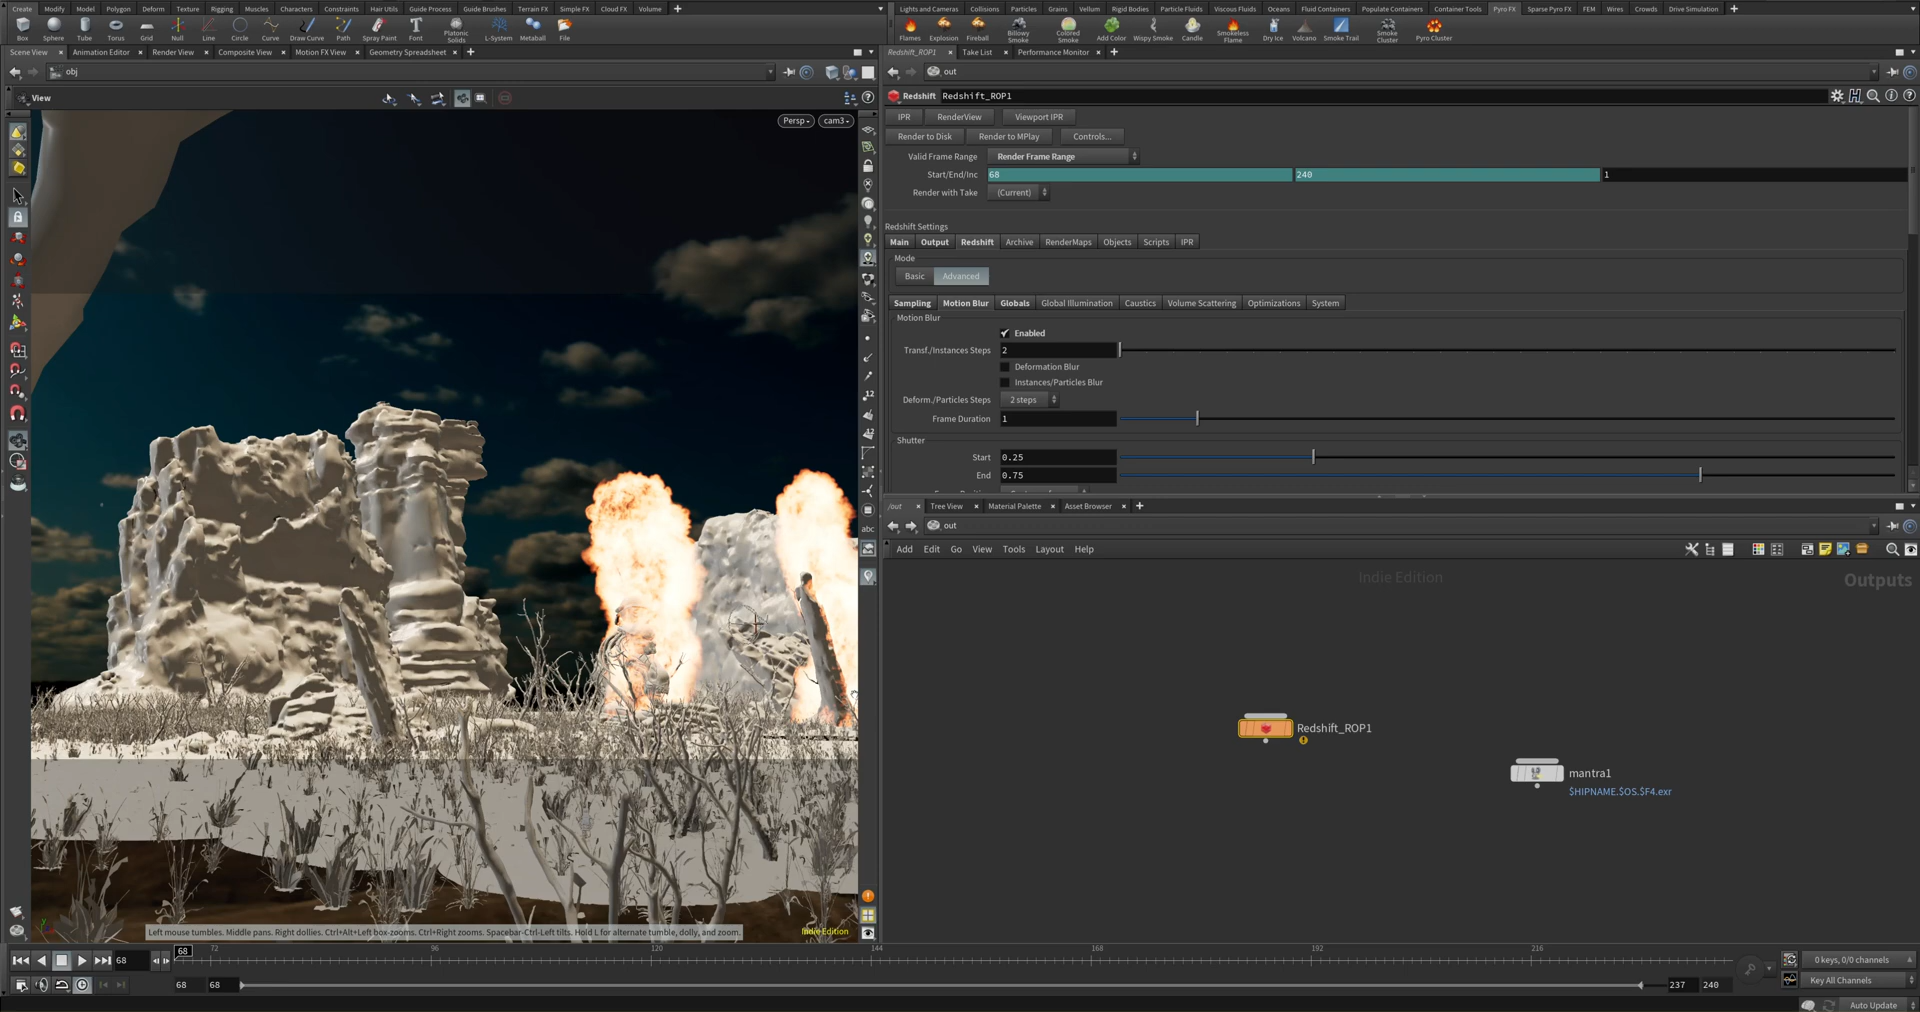 Create Modify Model Polygon Deform Texture Rigging Muscles Characters Constraints Hair Utils Guide Process Guide Brushes Terrain FX Simple FX Cloud FX Volume
Lights and Cameras Collisions Particles Grains Vellum Rigid Bodies Particle Fluids Viscous Fluids Oceans Fluid Containers Populate Containers Container Tools Pyro FX Sparse Pyro FX FEM Wires Crowds Drive Simulation
Box Sphere Tube Torus Grid Null Line Circle Curve Draw Curve Path Spray Paint Font Platonic Solids L-System Metaball File
Flames Explosion Fireball Billowy Smoke Colored Smoke Add Color Wispy Smoke Candle Smokeless Flame Dry Ice Volcano Smoke Trail Smoke Cluster Pyro Cluster
Scene View Animation Editor Render View Composite View Motion FX View Geometry Spreadsheet
Redshift_ROP1 Take List Performance Monitor
obj
out
View
Redshift Redshift_ROP1
Persp
cam3
IPR RenderView Viewport IPR
Render to Disk Render to MPlay Controls...
Valid Frame Range Render Frame Range
Start/End/Inc 68 240 1
Render with Take (Current)
Redshift Settings
Main Output Redshift Archive RenderMaps Objects Scripts IPR
Mode
Basic Advanced
Sampling Motion Blur Globals Global Illumination Caustics Volume Scattering Optimizations System
Motion Blur
Enabled
Transf./Instances Steps 2
Deformation Blur
Instances/Particles Blur
Deform./Particles Steps 2 steps
Frame Duration 1
Shutter
Start 0.25
End 0.75
/out Tree View Material Palette Asset Browser
out
Add Edit Go View Tools Layout Help
Indie Edition
Outputs
Redshift_ROP1
mantra1
$HIPNAME.$OS.$F4.exr
abc
Left mouse tumbles. Middle pans. Right dollies. Ctrl+Alt+Left box-zooms. Ctrl+Right zooms. Spacebar-Ctrl-Left tilts. Hold L for alternate tumble, dolly, and zoom.
Indie Edition
68 68 72 96 120 144 168 192 216
0 keys, 0/0 channels
68 68 237 240
Key All Channels
Auto Update